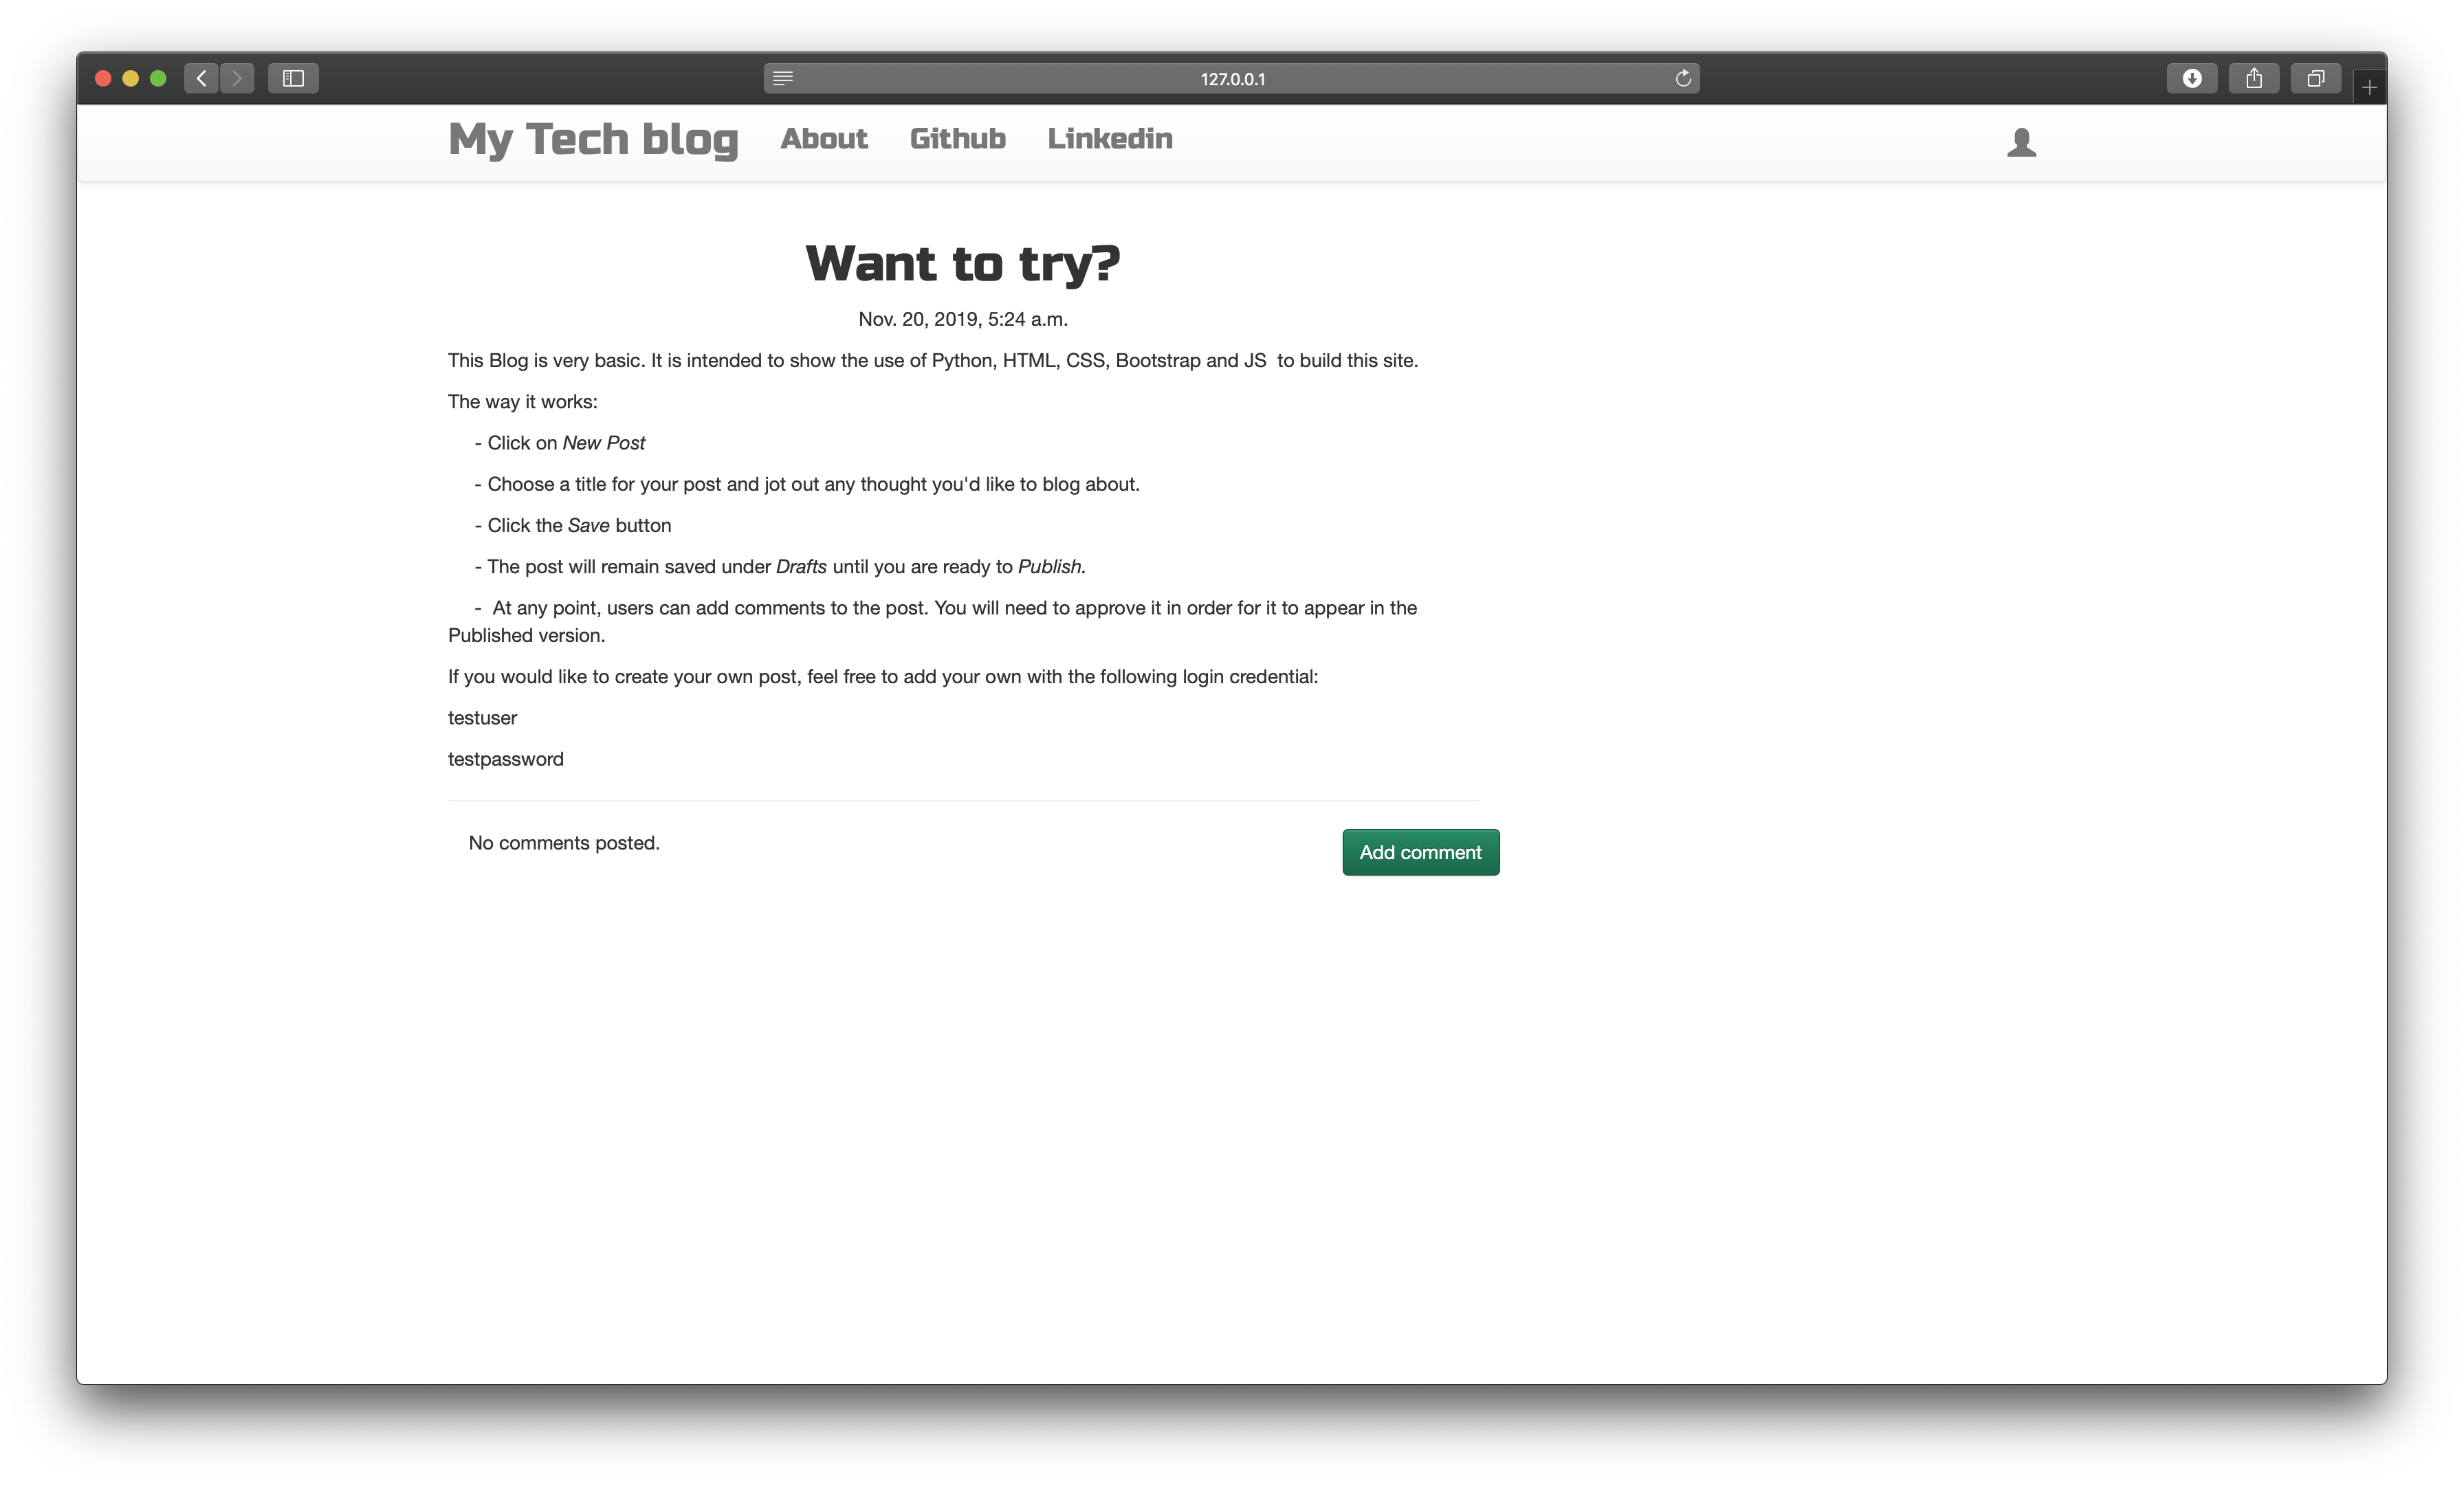 127.0.0.1
My Tech blog About Github Linkedin
Want to try?
Nov. 20, 2019, 5:24 a.m.
This Blog is very basic. It is intended to show the use of Python, HTML, CSS, Bootstrap and JS  to build this site.
The way it works:
- Click on New Post
- Choose a title for your post and jot out any thought you'd like to blog about.
- Click the Save button
- The post will remain saved under Drafts until you are ready to Publish.
-  At any point, users can add comments to the post. You will need to approve it in order for it to appear in the
Published version.
If you would like to create your own post, feel free to add your own with the following login credential:
testuser
testpassword
No comments posted.
Add comment